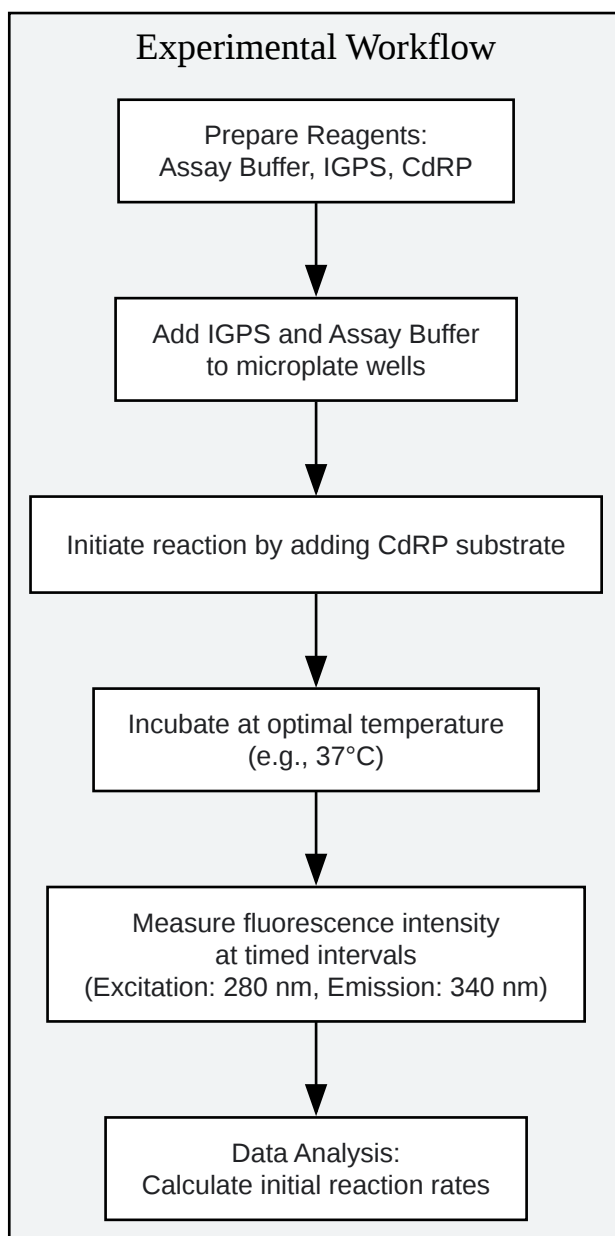 Experimental Workflow
Prepare Reagents:
Assay Buffer, IGPS, CdRP
Add IGPS and Assay Buffer
to microplate wells
Initiate reaction by adding CdRP substrate
Incubate at optimal temperature
(e.g., 37°C)
Measure fluorescence intensity
at timed intervals
(Excitation: 280 nm, Emission: 340 nm)
Data Analysis:
Calculate initial reaction rates